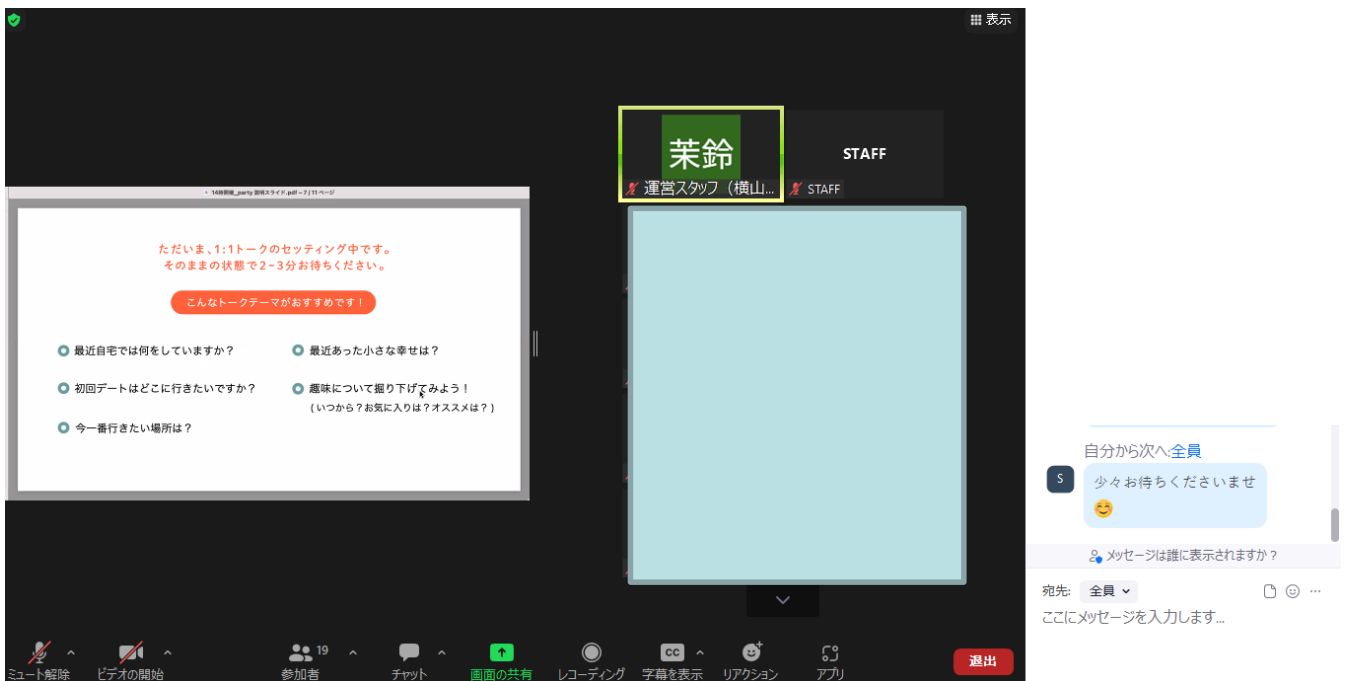 表示
茉鈴
運営スタッフ（横山...
STAFF
STAFF
14時開催_party 説明スライド.pdf – 7 / 11 ページ
ただいま、1:1トークのセッティング中です。
そのままの状態で2~3分お待ちください。
こんなトークテーマがおすすめです！
最近自宅では何をしていますか？
最近あった小さな幸せは？
初回デートはどこに行きたいですか？
趣味について掘り下げてみよう！
(いつから？お気に入りは？オススメは？)
今一番行きたい場所は？
自分から次へ:全員
S
少々お待ちくださいませ
😊
メッセージは誰に表示されますか？
宛先: 全員
ここにメッセージを入力します...
ミュート解除
ビデオの開始
19
参加者
チャット
画面の共有
レコーディング
CC
字幕を表示
リアクション
アプリ
退出